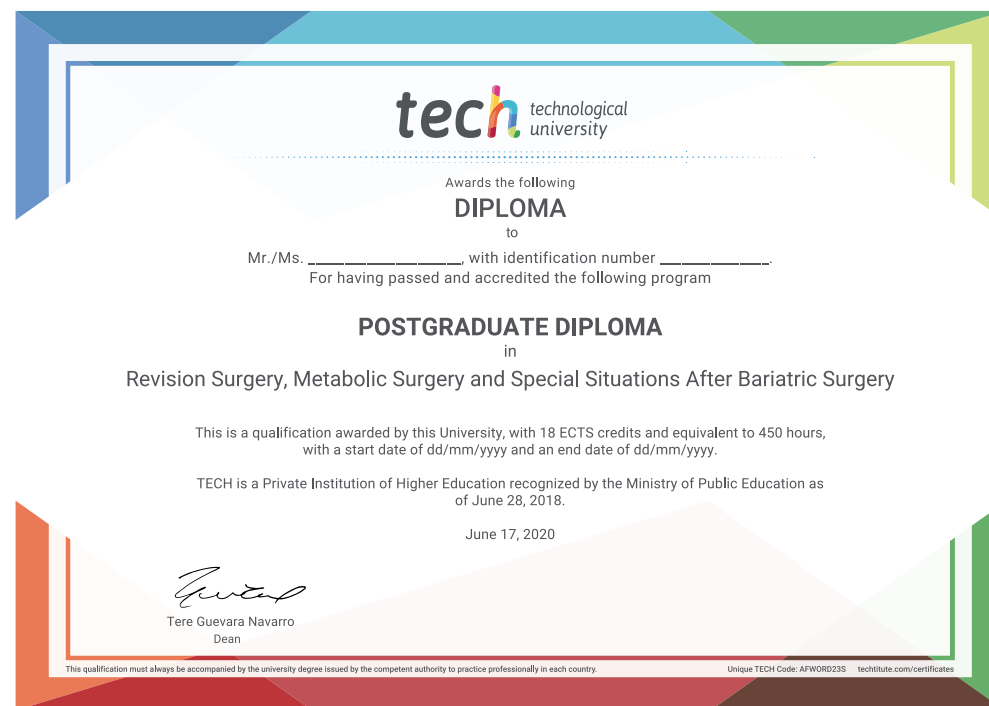 tech technological
university
Awards the following
DIPLOMA
to
Mr./Ms. ____________________, with identification number ______________.
For having passed and accredited the following program
POSTGRADUATE DIPLOMA
in
Revision Surgery, Metabolic Surgery and Special Situations After Bariatric Surgery
This is a qualification awarded by this University, with 18 ECTS credits and equivalent to 450 hours,
with a start date of dd/mm/yyyy and an end date of dd/mm/yyyy.
TECH is a Private Institution of Higher Education recognized by the Ministry of Public Education as
of June 28, 2018.
June 17, 2020
Tere Guevara Navarro
Dean
This qualification must always be accompanied by the university degree issued by the competent authority to practice professionally in each country.
Unique TECH Code: AFWORD23S techtitute.com/certificates